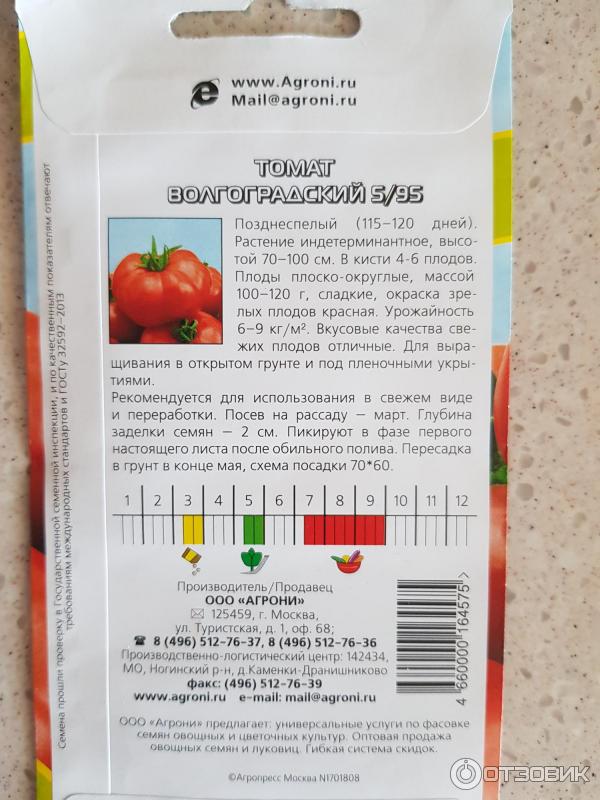 www.Agroni.ru
Mail@agroni.ru
ТОМАТ
ВОЛГОГРАДСКИЙ 5/95
Позднеспелый (115–120 дней).
Растение индетерминантное, высо-
той 70–100 см. В кисти 4-6 плодов.
Плоды плоско-округлые, массой
100–120 г, сладкие, окраска зре-
лых плодов красная. Урожайность
6–9 кг/м². Вкусовые качества све-
жих плодов отличные. Для выра-
щивания в открытом грунте и под пленочными укры-
тиями.
Рекомендуется для использования в свежем виде
и переработки. Посев на рассаду – март. Глубина
заделки семян – 2 см. Пикируют в фазе первого
настоящего листа после обильного полива. Пересадка
в грунт в конце мая, схема посадки 70*60.
1 2 3 4 5 6 7 8 9 10 11 12
Производитель/Продавец
ООО «АГРОНИ»
125459, г. Москва,
ул. Туристская, д. 1, оф. 68;
8 (496) 512-76-37, 8 (496) 512-76-36
Производственно-логистический центр: 142434,
МО, Ногинский р-н, д.Каменки-Дранишниково
факс: (496) 512-76-39
www.agroni.ru e-mail: mail@agroni.ru
4 660000 164575 >
ООО «Агрони» предлагает: универсальные услуги по фасовке
семян овощных и цветочных культур. Оптовая продажа
овощных семян и луковиц. Гибкая система скидок.
©Агропресс Москва N1701808
Семена прошли проверку в Государственной семенной инспекции, и по качественным показателям отвечают
требованиям международных стандартов и ГОСТу 32592-2013
ОТЗОВИК